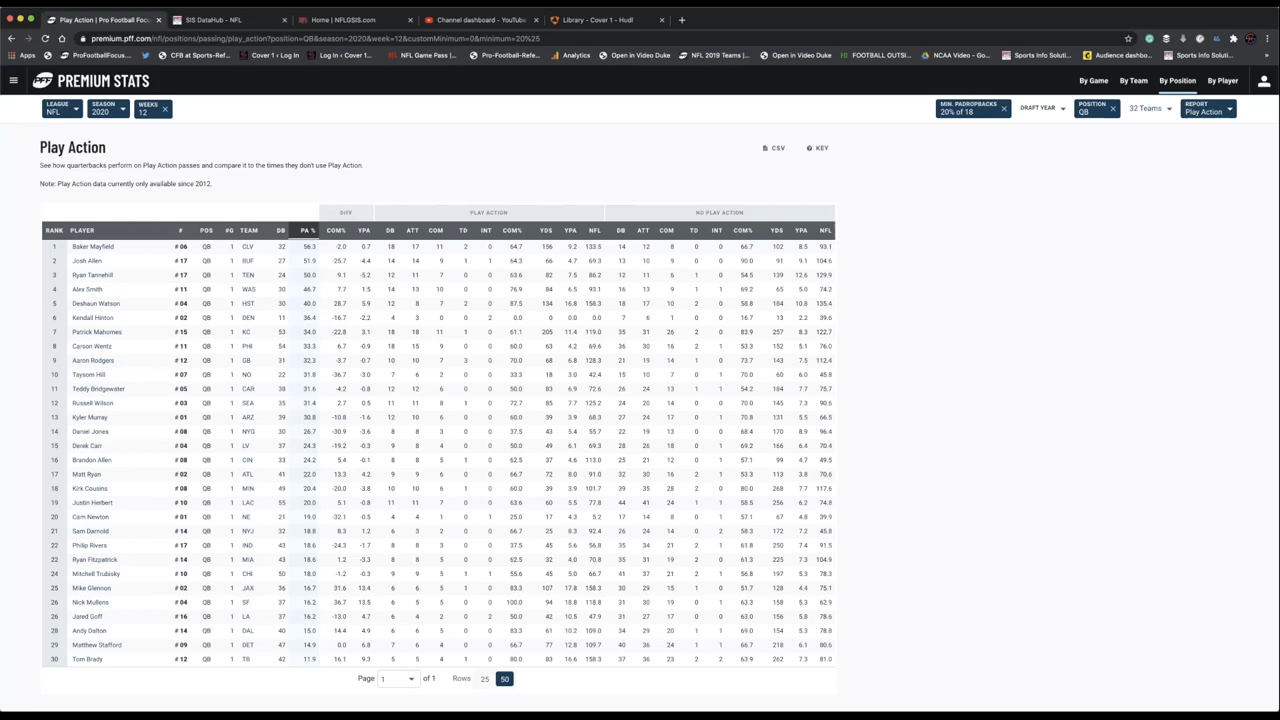 Play Action | Pro Football Focu
SIS DataHub - NFL
Home | NFLGSIS.com
Channel dashboard - YouTube
Library - Cover 1 - Hudl
premium.pff.com/nfl/positions/passing/play_action?position=QB&season=2020&week=12&customMinimum=0&minimum=20%25
Apps ProFootballFocus... CFB at Sports-Ref... Cover 1 ‹ Log In Log In ‹ Cover 1 NFL Game Pass |... Pro-Football-Refe... Analytics Open in Video Duke NFL 2019 Teams |... Open in Video Duke FOOTBALL OUTSI... NCAA Video - Go... Sports Info Soluti... Audience dashbo... Sports Info Soluti...
PFF PREMIUM STATS By Game By Team By Position By Player
LEAGUE NFL SEASON 2020 WEEKS 12 MIN. PADROPBACKS 20% of 18 DRAFT YEAR POSITION QB 32 Teams REPORT Play Action
Play Action CSV KEY
See how quarterbacks perform on Play Action passes and compare it to the times they don't use Play Action.
Note: Play Action data currently only available since 2012.
DIFF PLAY ACTION NO PLAY ACTION
RANK PLAYER # POS #G TEAM DB PA % COM% YPA DB ATT COM TD INT COM% YDS YPA NFL DB ATT COM TD INT COM% YDS YPA NFL
1 Baker Mayfield # 06 QB 1 CLV 32 56.3 -2.0 0.7 18 17 11 2 0 64.7 156 9.2 133.5 14 12 8 0 0 66.7 102 8.5 93.1
2 Josh Allen # 17 QB 1 BUF 27 51.9 -25.7 -4.4 14 14 9 1 1 64.3 66 4.7 69.3 13 10 9 0 0 90.0 91 9.1 104.6
3 Ryan Tannehill # 17 QB 1 TEN 24 50.0 9.1 -5.2 12 11 7 0 0 63.6 82 7.5 86.2 12 11 6 1 0 54.5 139 12.6 129.9
4 Alex Smith # 11 QB 1 WAS 30 46.7 7.7 1.5 14 13 10 0 0 76.9 84 6.5 93.1 16 13 9 1 1 69.2 65 5.0 74.2
5 Deshaun Watson # 04 QB 1 HST 30 40.0 28.7 5.9 12 8 7 2 0 87.5 134 16.8 158.3 18 17 10 2 0 58.8 184 10.8 135.4
6 Kendall Hinton # 02 QB 1 DEN 11 36.4 -16.7 -2.2 4 3 0 0 2 0.0 0 0.0 0.0 7 6 1 0 0 16.7 13 2.2 39.6
7 Patrick Mahomes # 15 QB 1 KC 53 34.0 -22.8 3.1 18 18 11 1 0 61.1 205 11.4 119.0 35 31 26 2 0 83.9 257 8.3 122.7
8 Carson Wentz # 11 QB 1 PHI 54 33.3 6.7 -0.9 18 15 9 0 0 60.0 63 4.2 69.6 36 30 16 2 1 53.3 152 5.1 76.0
9 Aaron Rodgers # 12 QB 1 GB 31 32.3 -3.7 -0.7 10 10 7 3 0 70.0 68 6.8 128.3 21 19 14 1 0 73.7 143 7.5 112.4
10 Taysom Hill # 07 QB 1 NO 22 31.8 -36.7 -3.0 7 6 2 0 0 33.3 18 3.0 42.4 15 10 7 0 1 70.0 60 6.0 45.8
11 Teddy Bridgewater # 05 QB 1 CAR 38 31.6 -4.2 -0.8 12 12 6 0 0 50.0 83 6.9 72.6 26 24 13 1 1 54.2 184 7.7 75.7
12 Russell Wilson # 03 QB 1 SEA 35 31.4 2.7 0.5 11 11 8 1 0 72.7 85 7.7 125.2 24 20 14 0 0 70.0 145 7.3 90.6
13 Kyler Murray # 01 QB 1 ARZ 39 30.8 -10.8 -1.6 12 10 6 0 0 60.0 39 3.9 68.3 27 24 17 0 1 70.8 131 5.5 66.5
14 Daniel Jones # 08 QB 1 NYG 30 26.7 -30.9 -3.6 8 8 3 0 0 37.5 43 5.4 55.7 22 19 13 0 0 68.4 170 8.9 96.4
15 Derek Carr # 04 QB 1 LV 37 24.3 -19.2 -0.3 9 8 4 0 0 50.0 49 6.1 69.3 28 26 18 0 1 69.2 166 6.4 70.4
16 Brandon Allen # 08 QB 1 CIN 33 24.2 5.4 -0.1 8 8 5 1 0 62.5 37 4.6 113.0 25 21 12 0 1 57.1 99 4.7 49.5
17 Matt Ryan # 02 QB 1 ATL 41 22.0 13.3 4.2 9 9 6 0 0 66.7 72 8.0 91.0 32 30 16 1 1 53.3 113 3.8 70.6
18 Kirk Cousins # 08 QB 1 MIN 49 20.4 -20.0 -3.8 10 10 6 1 0 60.0 39 3.9 101.7 39 35 28 2 0 80.0 268 7.7 117.6
19 Justin Herbert # 10 QB 1 LAC 55 20.0 5.1 -0.8 11 11 7 0 0 63.6 60 5.5 77.8 44 41 24 1 1 58.5 256 6.2 74.8
20 Cam Newton # 01 QB 1 NE 21 19.0 -32.1 -0.5 4 4 1 0 1 25.0 17 4.3 5.2 17 14 8 0 1 57.1 67 4.8 39.9
21 Sam Darnold # 14 QB 1 NYJ 32 18.8 8.3 1.2 6 3 2 0 0 66.7 25 8.3 92.4 26 24 14 0 2 58.3 172 7.2 45.8
22 Philip Rivers # 17 QB 1 IND 43 18.6 -24.3 -1.7 8 8 3 0 0 37.5 45 5.6 56.8 35 34 21 2 1 61.8 250 7.4 91.5
22 Ryan Fitzpatrick # 14 QB 1 MIA 43 18.6 1.2 -3.3 8 8 5 0 0 62.5 32 4.0 70.8 35 31 19 2 0 61.3 225 7.3 104.9
24 Mitchell Trubisky # 10 QB 1 CHI 50 18.0 -1.2 -0.3 9 9 5 1 1 55.6 45 5.0 66.7 41 37 21 2 1 56.8 197 5.3 78.3
25 Mike Glennon # 02 QB 1 JAX 36 16.7 31.6 13.4 6 6 5 1 0 83.3 107 17.8 158.3 30 29 15 1 0 51.7 128 4.4 75.1
26 Nick Mullens # 04 QB 1 SF 37 16.2 36.7 13.5 6 5 5 0 0 100.0 94 18.8 118.8 31 30 19 0 1 63.3 158 5.3 62.9
26 Jared Goff # 16 QB 1 LA 37 16.2 -13.0 4.7 6 4 2 0 2 50.0 42 10.5 47.9 31 27 17 0 0 63.0 156 5.8 78.6
28 Andy Dalton # 14 QB 1 DAL 40 15.0 14.4 4.9 6 6 5 0 0 83.3 61 10.2 109.0 34 29 20 1 1 69.0 154 5.3 78.8
29 Matthew Stafford # 09 QB 1 DET 47 14.9 0.0 6.8 7 6 4 0 0 66.7 77 12.8 109.7 40 36 24 1 1 66.7 218 6.1 80.6
30 Tom Brady # 12 QB 1 TB 42 11.9 16.1 9.3 5 5 4 1 0 80.0 83 16.6 158.3 37 36 23 2 2 63.9 262 7.3 81.0
Page 1 of 1 Rows 25 50